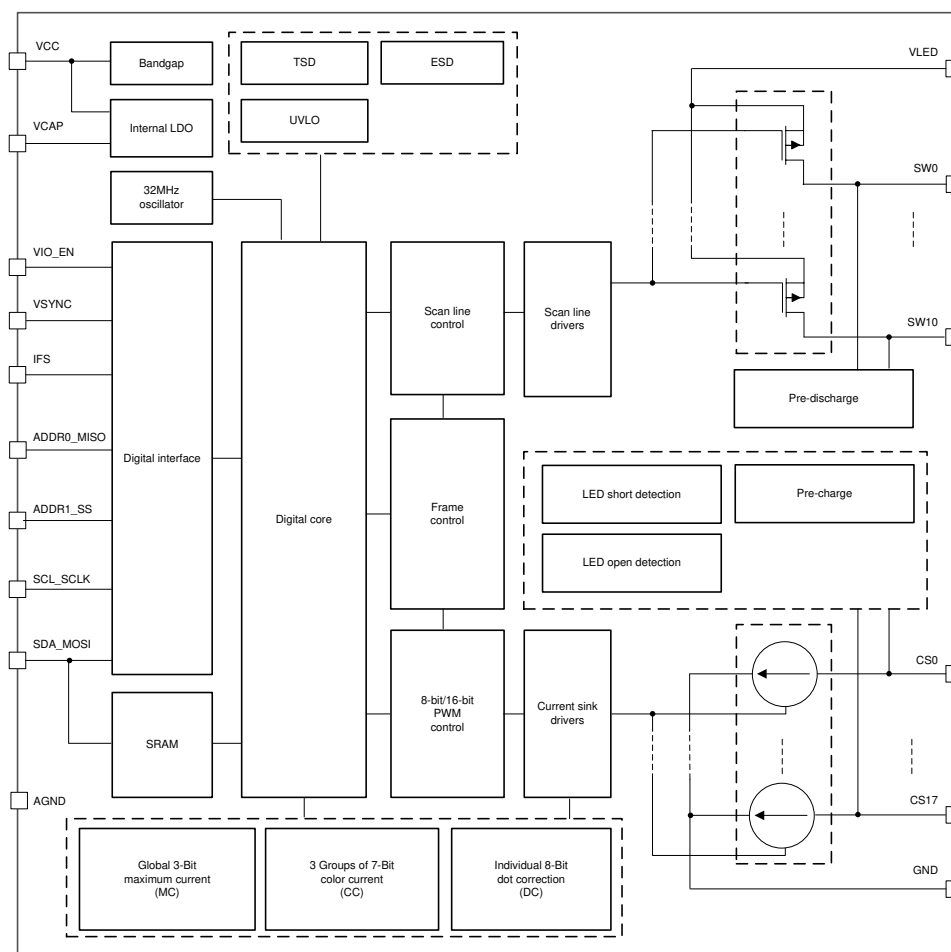 VCC
VCAP
Bandgap
Internal LDO
32MHz
oscillator
TSD
ESD
UVLO
VLED
SW0
SW10
VIO_EN
VSYNC
IFS
ADDR0_MISO
ADDR1_SS
SCL_SCLK
SDA_MOSI
AGND
Digital interface
SRAM
Digital core
Scan line
control
Scan line
drivers
Frame
control
8-bit/16-bit
PWM
control
Current sink
drivers
Pre-discharge
LED short detection
Pre-charge
LED open detection
CS0
CS17
GND
Global 3-Bit
maximum current
(MC)
3 Groups of 7-Bit
color current
(CC)
Individual 8-Bit
dot correction
(DC)